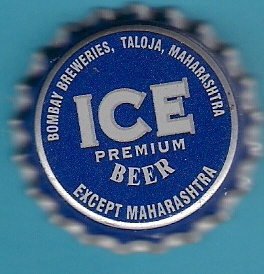 BOMBAY BREWERIES, TALOJA, MAHARASHTRA
ICE
PREMIUM
BEER
EXCEPT MAHARASHTRA